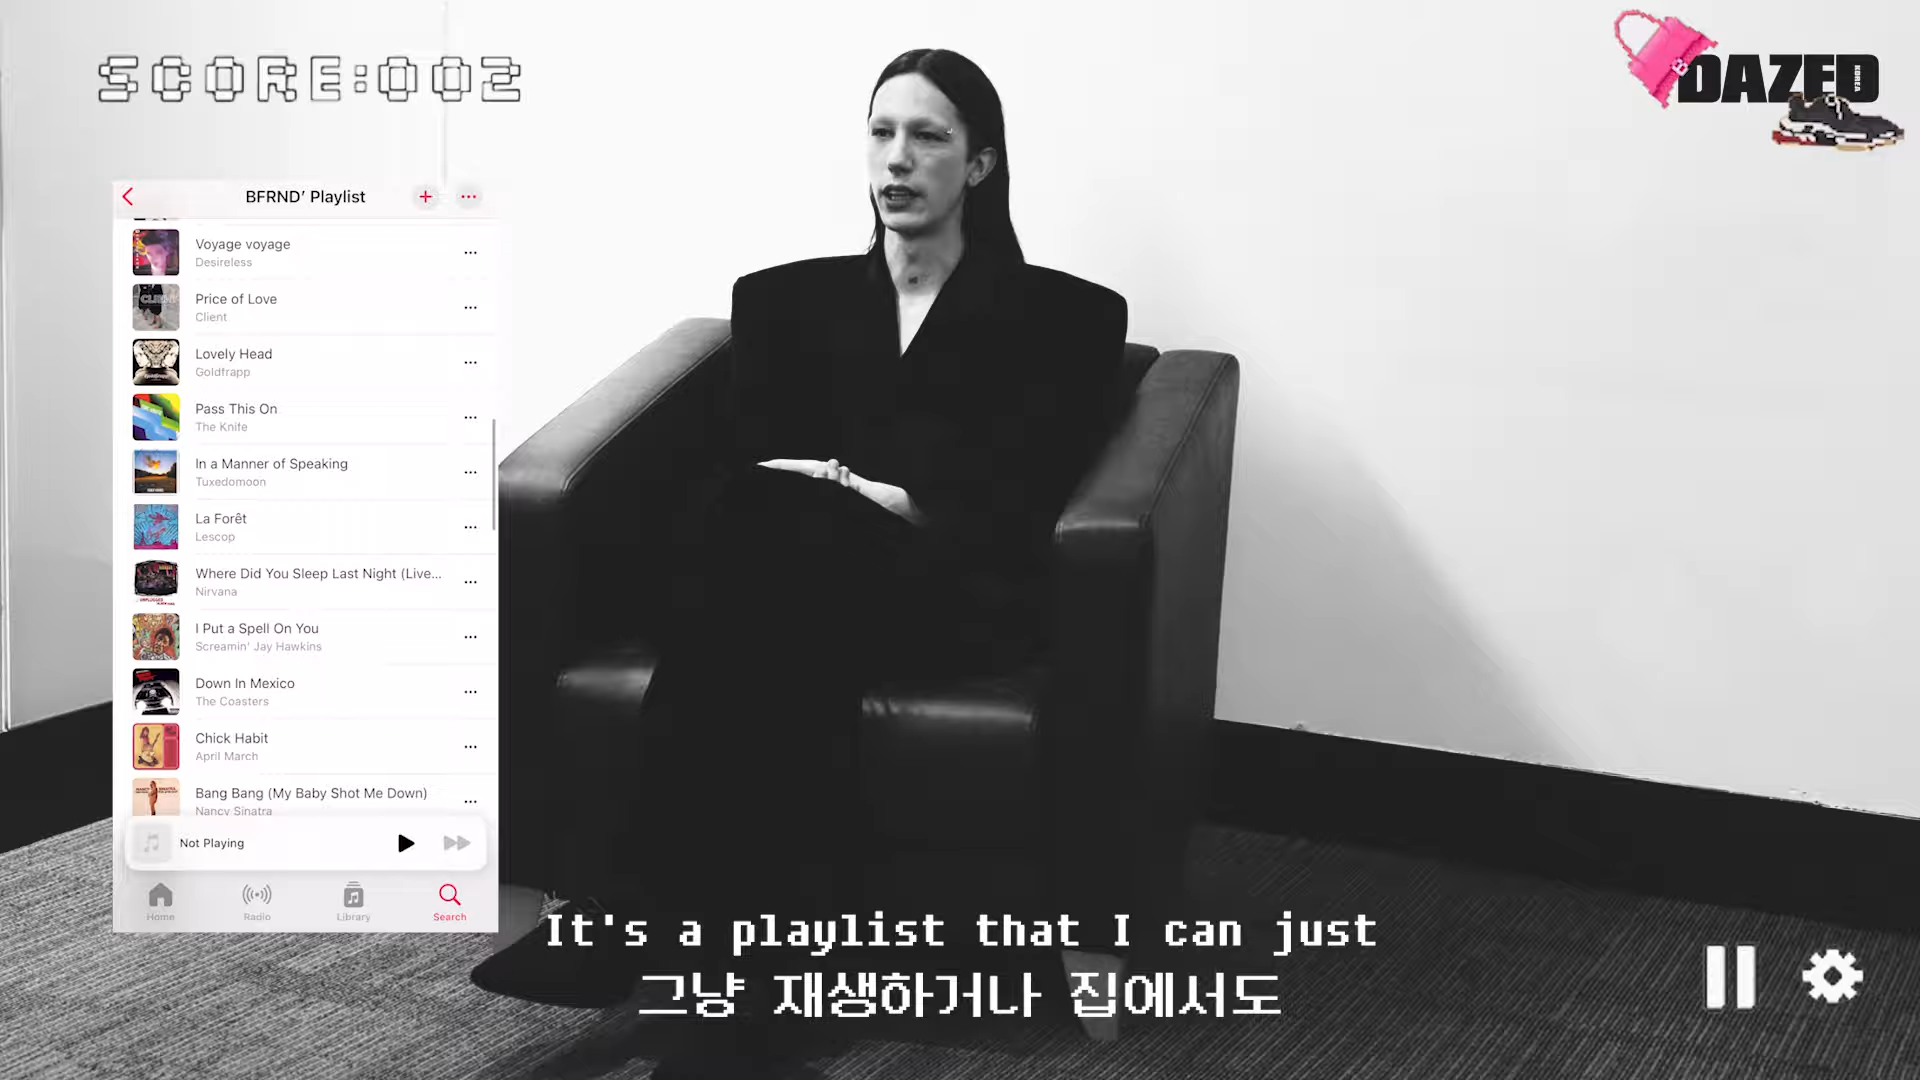 SCORE:002
DAZED
KOREA
BFRND’ Playlist
Voyage voyage
Desireless
Price of Love
Client
Lovely Head
Goldfrapp
Pass This On
The Knife
In a Manner of Speaking
Tuxedomoon
La Forêt
Lescop
Where Did You Sleep Last Night (Live...
Nirvana
I Put a Spell On You
Screamin' Jay Hawkins
Down In Mexico
The Coasters
Chick Habit
April March
Bang Bang (My Baby Shot Me Down)
Nancy Sinatra
Not Playing
Home
Radio
Library
Search
It's a playlist that I can just
그냥 재생하거나 집에서도